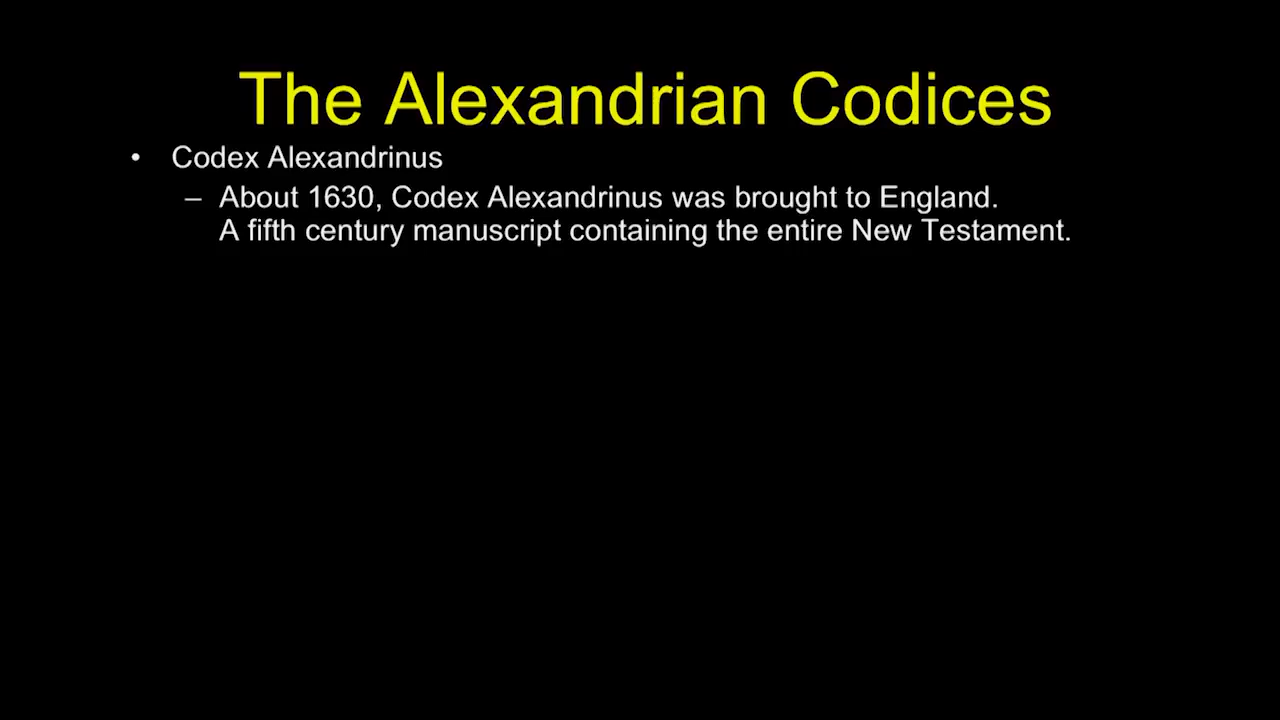 The Alexandrian Codices
• Codex Alexandrinus
– About 1630, Codex Alexandrinus was brought to England.
A fifth century manuscript containing the entire New Testament.